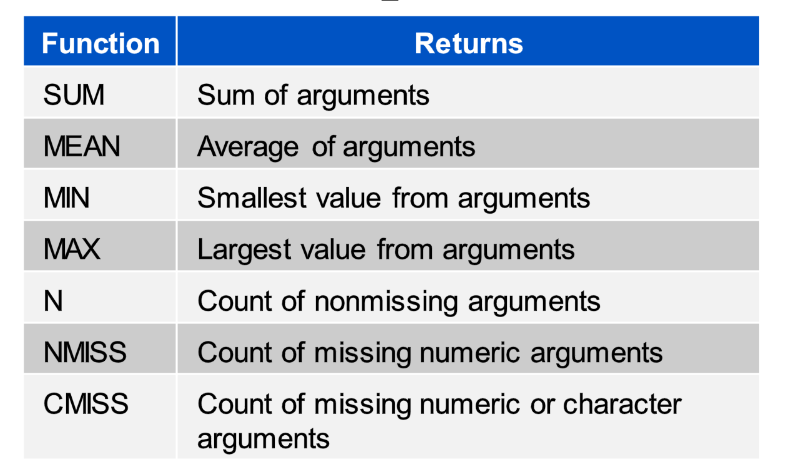 Function Returns
SUM Sum of arguments
MEAN Average of arguments
MIN Smallest value from arguments
MAX Largest value from arguments
N Count of nonmissing arguments
NMISS Count of missing numeric arguments
CMISS Count of missing numeric or character
arguments